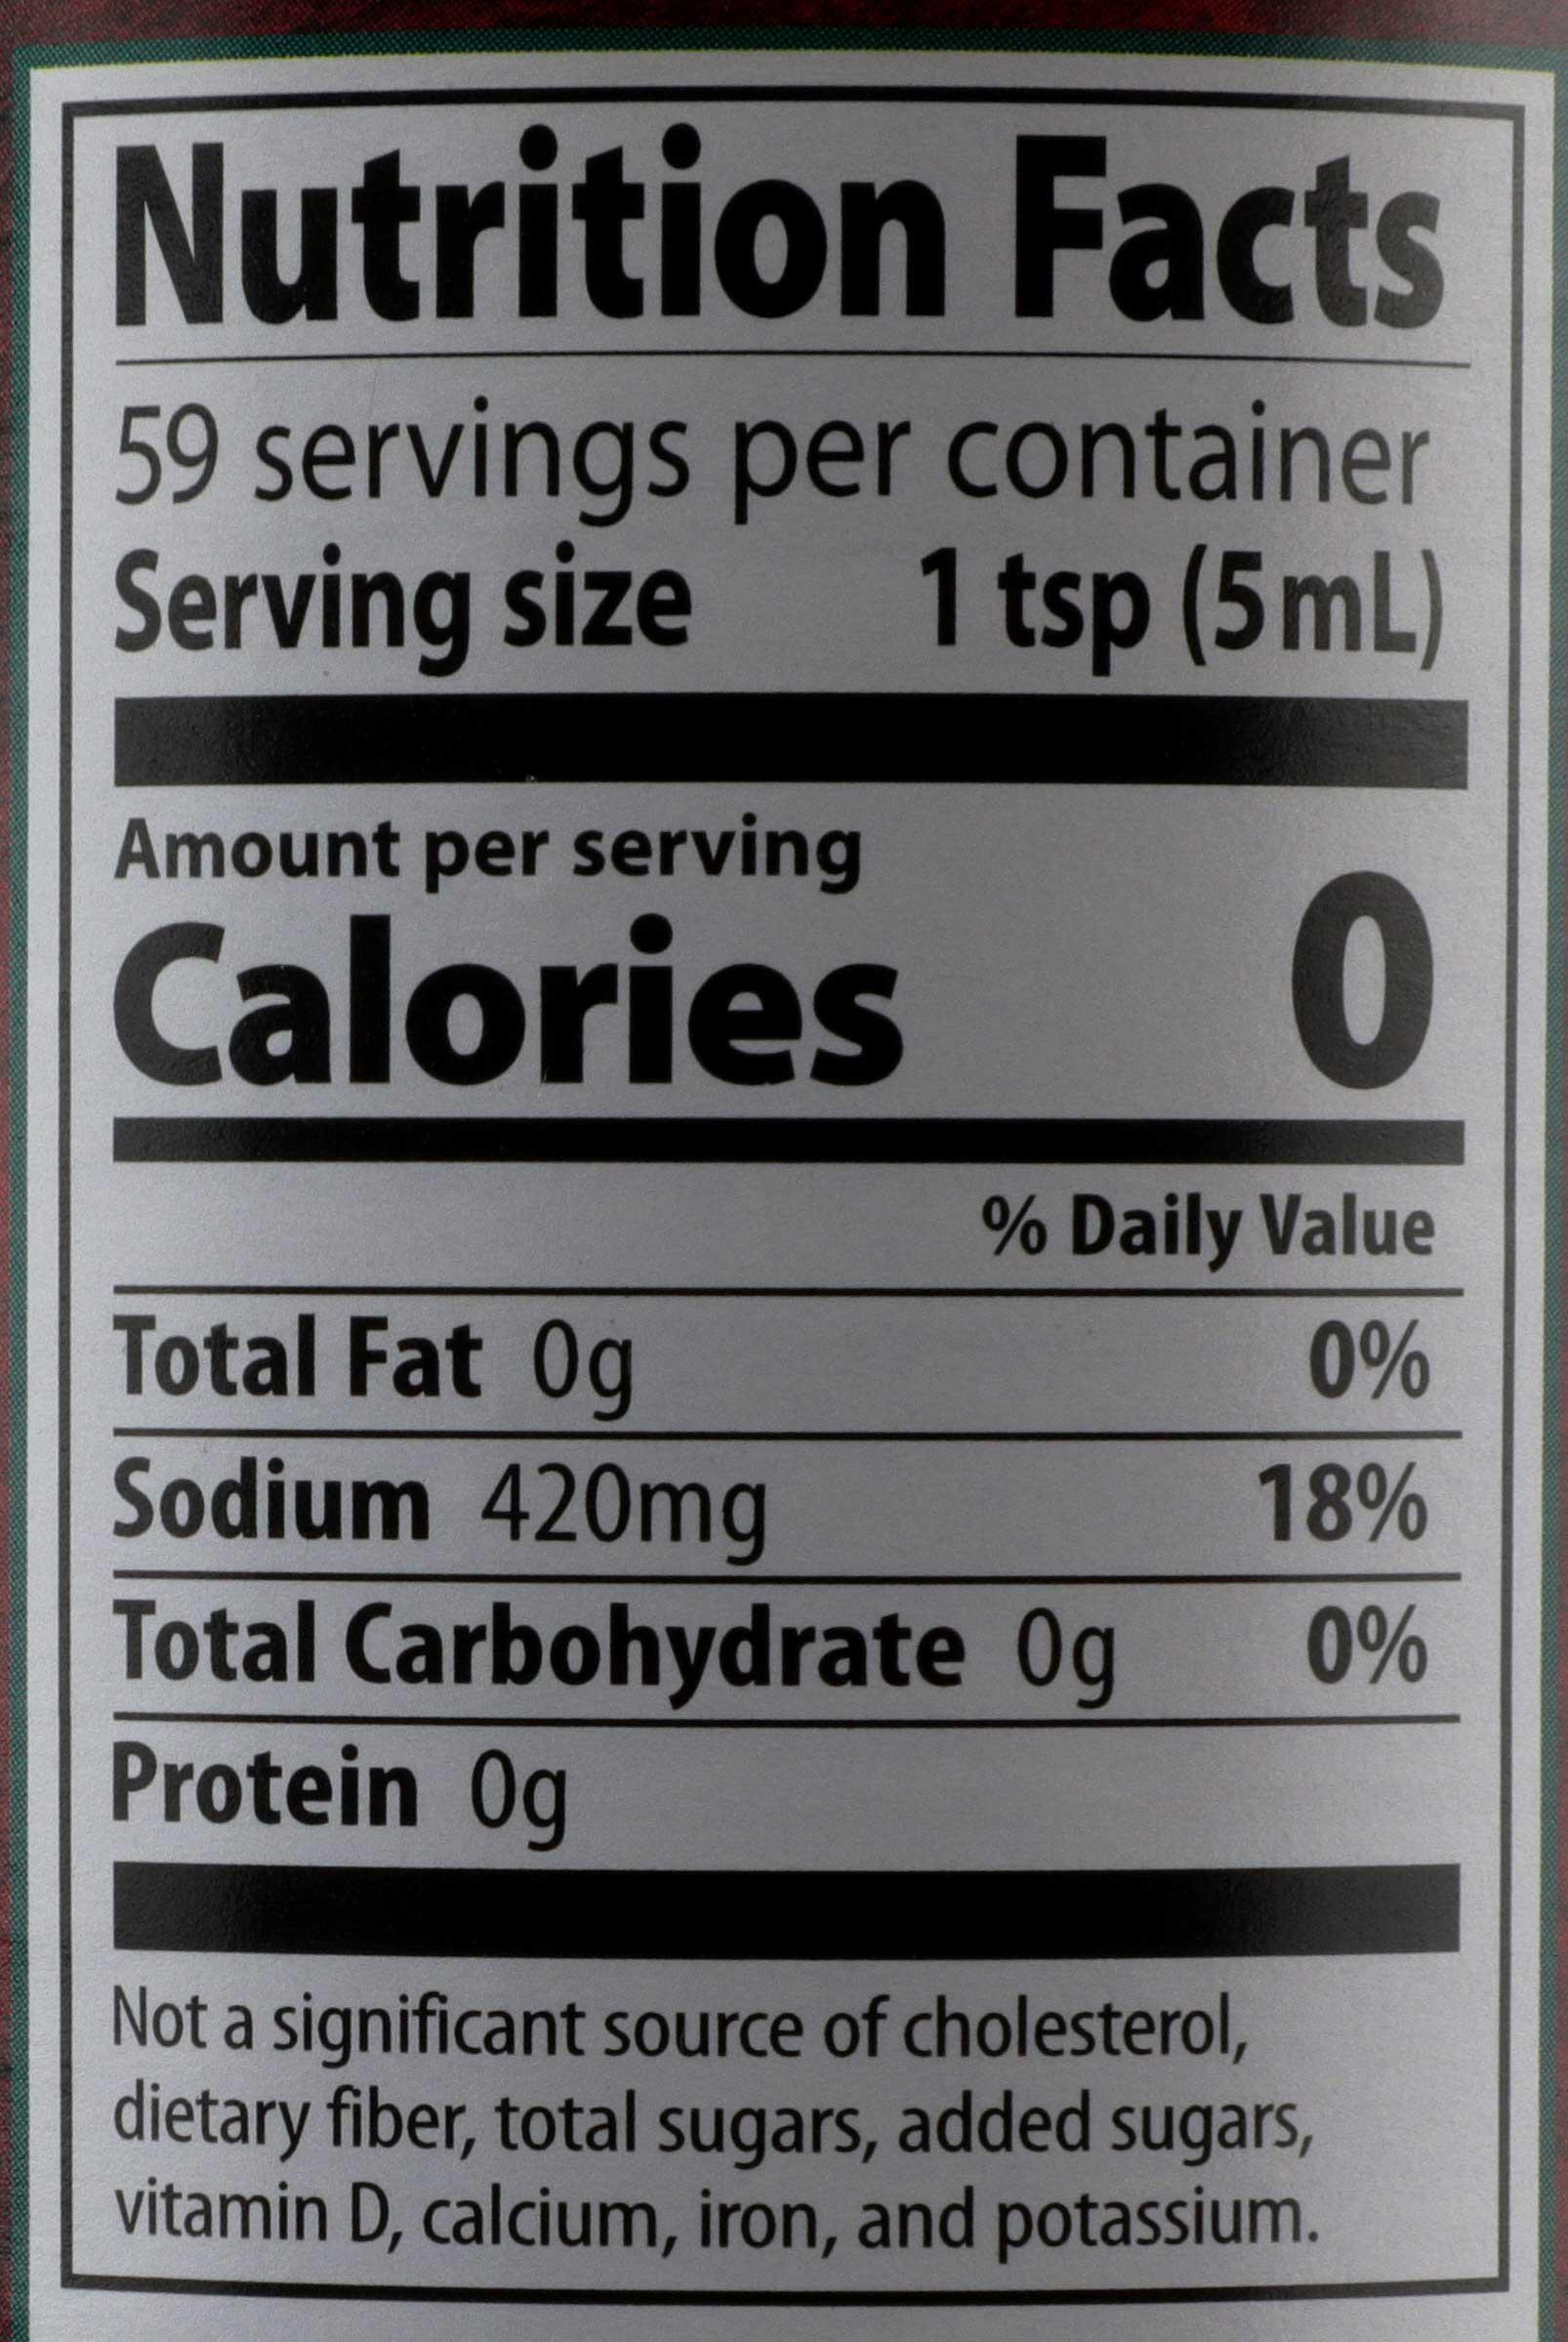 Nutrition Facts
59 servings per container
Serving size 1 tsp (5mL)
Amount per serving
Calories 0
% Daily Value
Total Fat 0g 0%
Sodium 420mg 18%
Total Carbohydrate 0g 0%
Protein 0g
Not a significant source of cholesterol,
dietary fiber, total sugars, added sugars,
vitamin D, calcium, iron, and potassium.